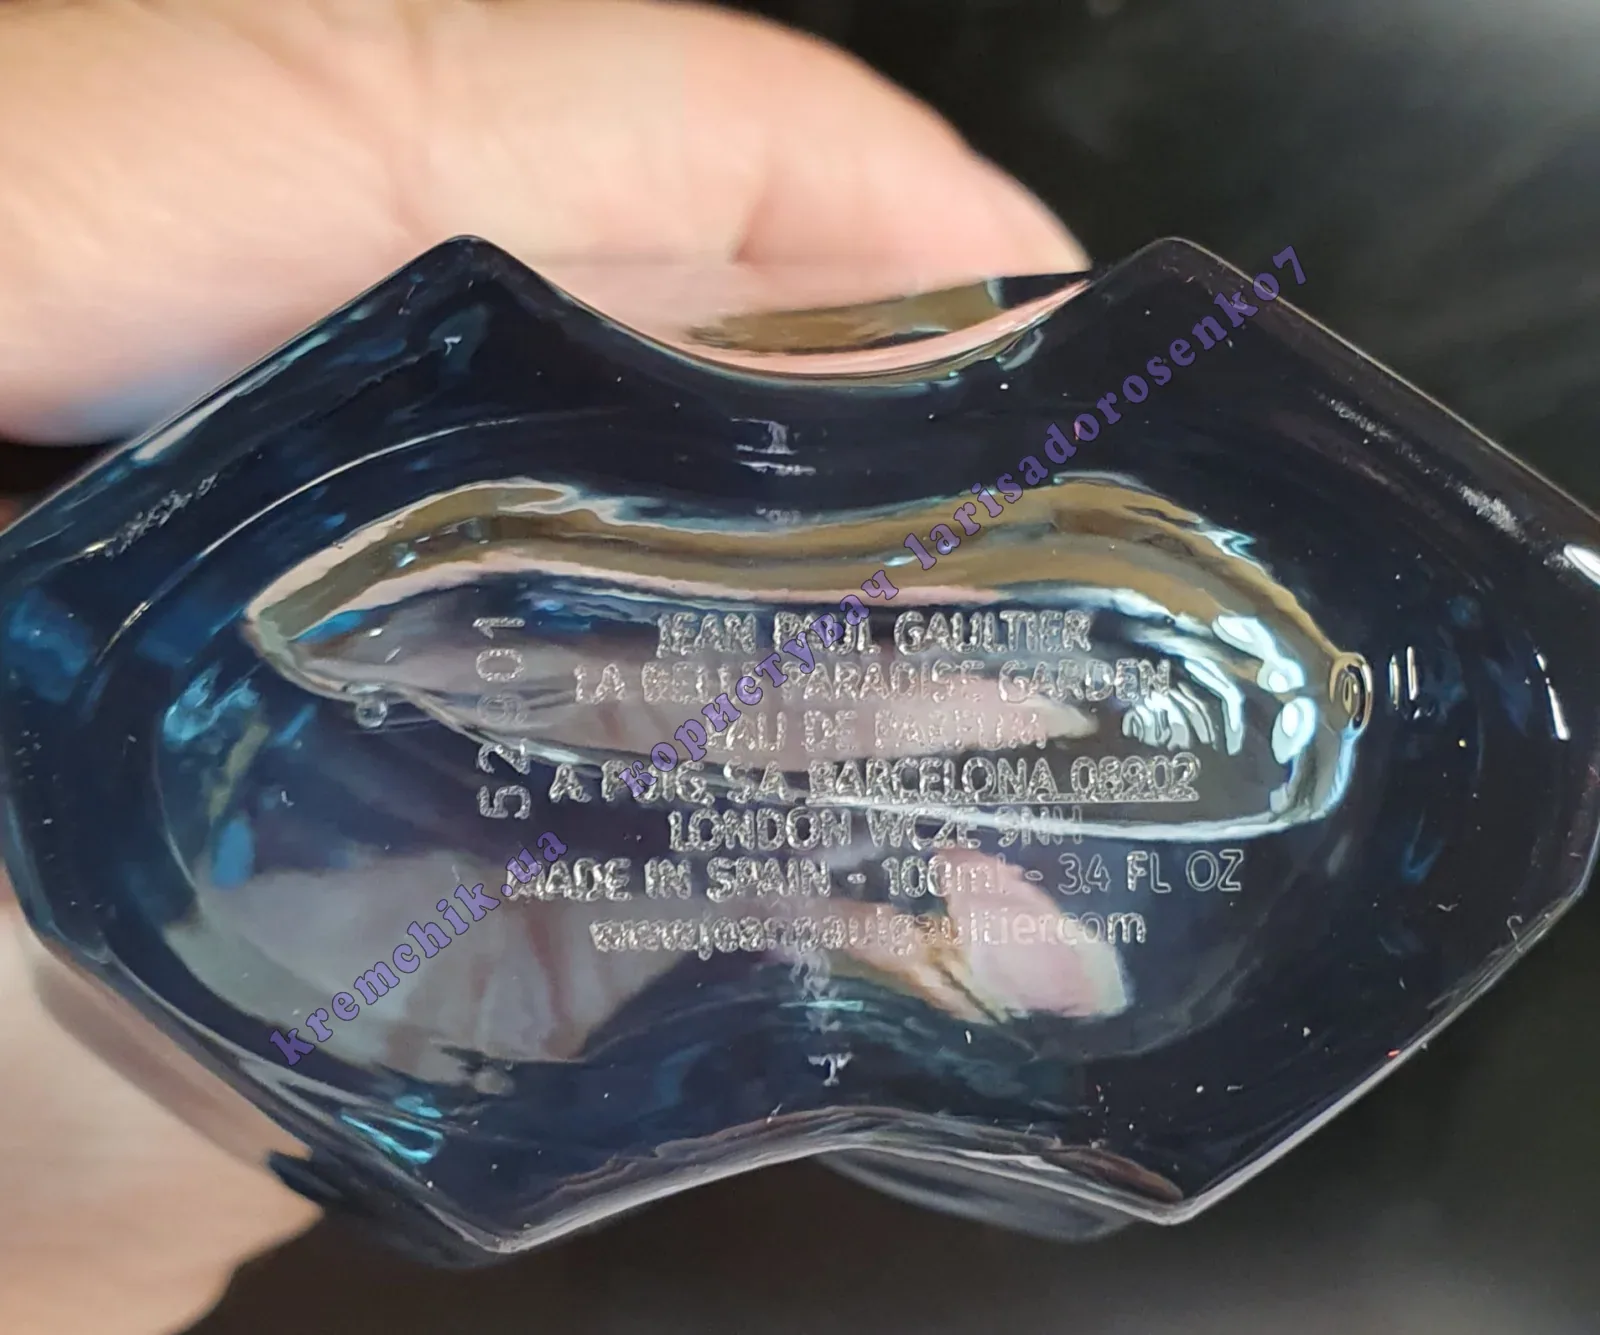 JEAN PAUL GAULTIER
LA BELLE PARADISE GARDEN
EAU DE PARFUM
A. PUIG, S.A. BARCELONA 08902
LONDON WC2E 9NH
MADE IN SPAIN - 100ml - 3.4 FL OZ
www.jeanpaulgaultier.com
52901
kremchik.ua користувач larisadorosenko7